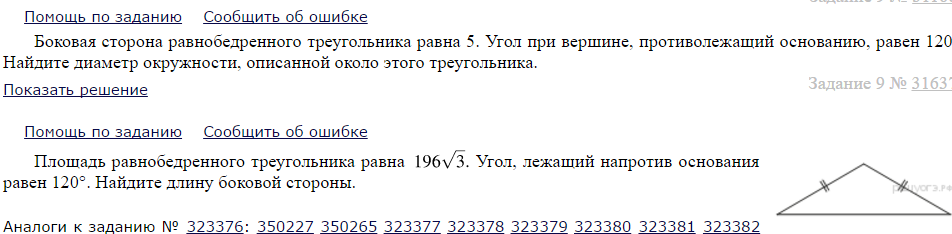 Помощь по заданию Сообщить об ошибке
Боковая сторона равнобедренного треугольника равна 5. Угол при вершине, противолежащий основанию, равен 120
Найдите диаметр окружности, описанной около этого треугольника.
Показать решение
Задание 9 № 31637
Помощь по заданию Сообщить об ошибке
Площадь равнобедренного треугольника равна 196√3. Угол, лежащий напротив основания
равен 120°. Найдите длину боковой стороны.
Аналоги к заданию № 323376: 350227 350265 323377 323378 323379 323380 323381 323382